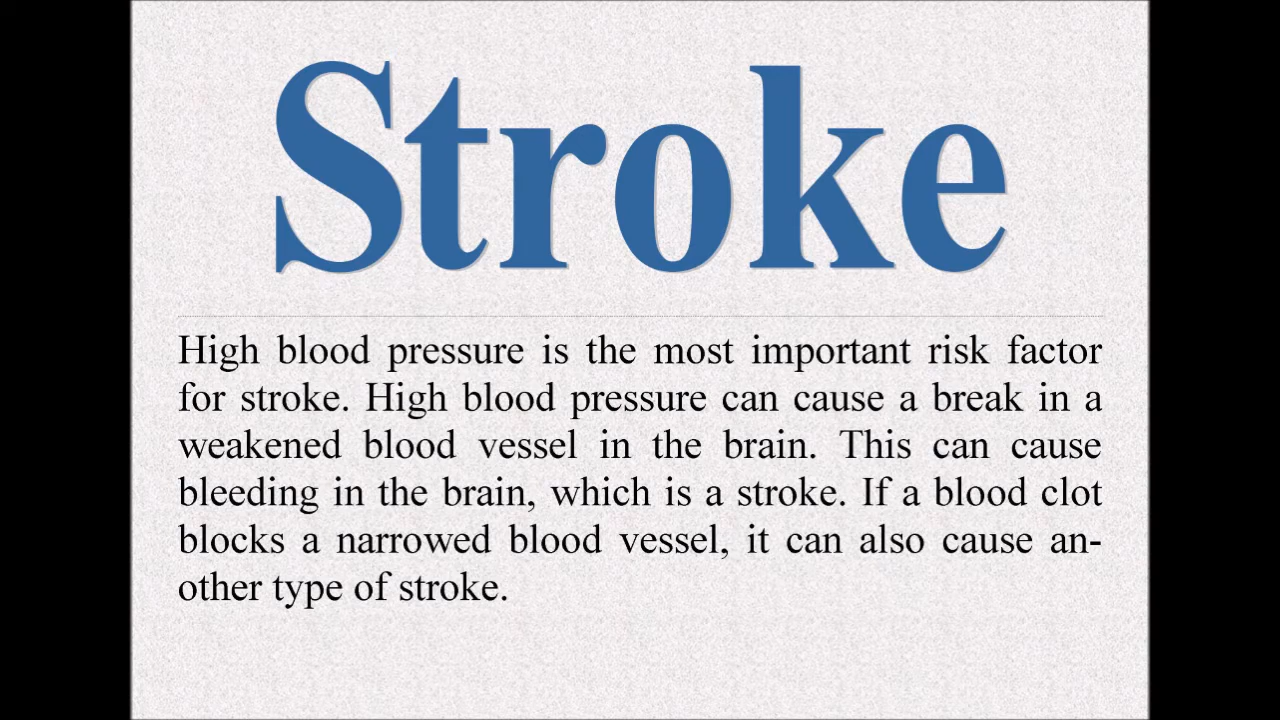 Stroke
High blood pressure is the most important risk factor
for stroke. High blood pressure can cause a break in a
weakened blood vessel in the brain. This can cause
bleeding in the brain, which is a stroke. If a blood clot
blocks a narrowed blood vessel, it can also cause an-
other type of stroke.